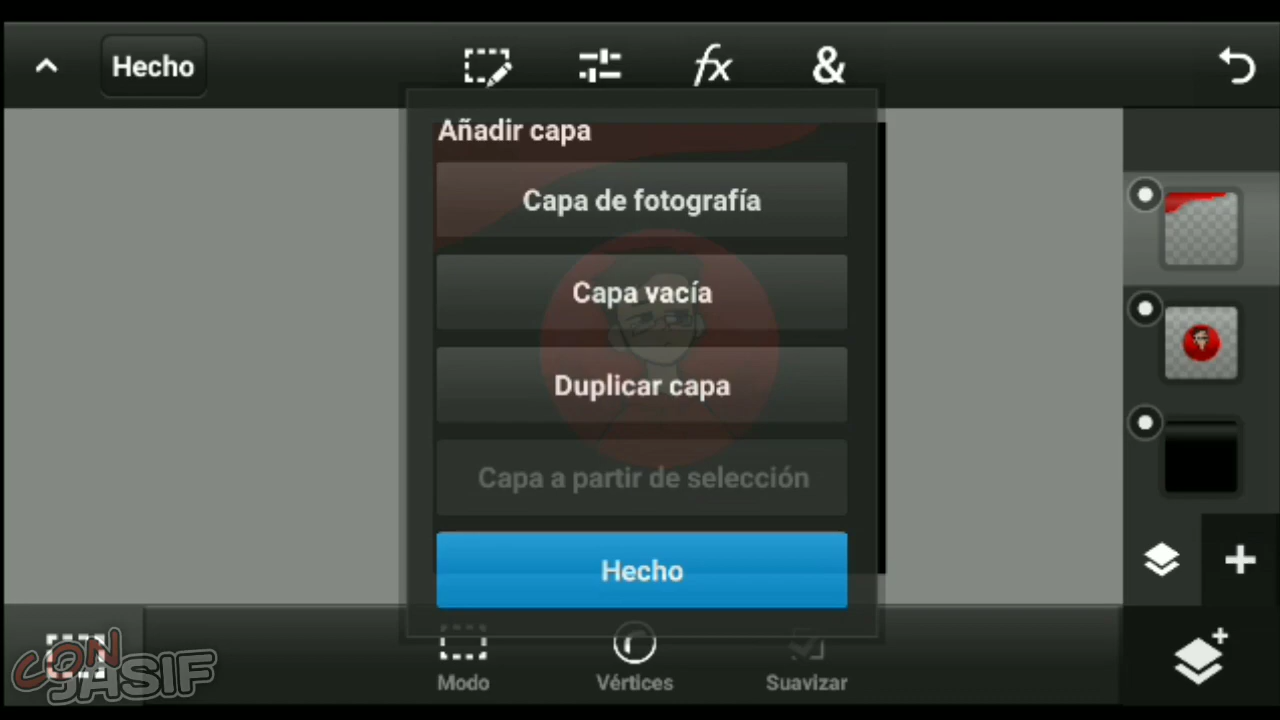 Hecho
fx
&
Añadir capa
Capa de fotografía
Capa vacía
Duplicar capa
Capa a partir de selección
Hecho
Modo
Vértices
Suavizar
CON
JASIF